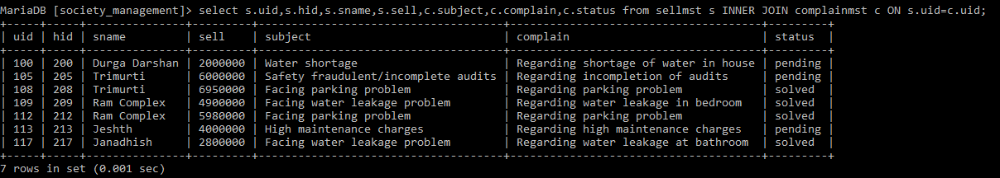 MariaDB [society_management]> select s.uid,s.hid,s.sname,s.sell,c.subject,c.complain,c.status from sellmst s INNER JOIN complainmst c ON s.uid=c.uid;
+-----+-----+---------------+---------+------------------------------------+--------------------------------------+---------+
| uid | hid | sname         | sell    | subject                            | complain                             | status  |
+-----+-----+---------------+---------+------------------------------------+--------------------------------------+---------+
| 100 | 200 | Durga Darshan | 2000000 | Water shortage                     | Regarding shortage of water in house | pending |
| 105 | 205 | Trimurti      | 6000000 | Safety fraudulent/incomplete audits | Regarding incompletion of audits     | pending |
| 108 | 208 | Trimurti      | 6950000 | Facing parking problem             | Regarding parking problem            | solved  |
| 109 | 209 | Ram Complex   | 4900000 | Facing water leakage problem       | Regarding water leakage in bedroom   | solved  |
| 112 | 212 | Ram Complex   | 5980000 | Facing parking problem             | Regarding parking problem            | solved  |
| 113 | 213 | Jeshth        | 4000000 | High maintenance charges           | Regarding high maintenance charges   | pending |
| 117 | 217 | Janadhish     | 2800000 | Facing water leakage problem       | Regarding water leakage at bathroom  | solved  |
+-----+-----+---------------+---------+------------------------------------+--------------------------------------+---------+
7 rows in set (0.001 sec)